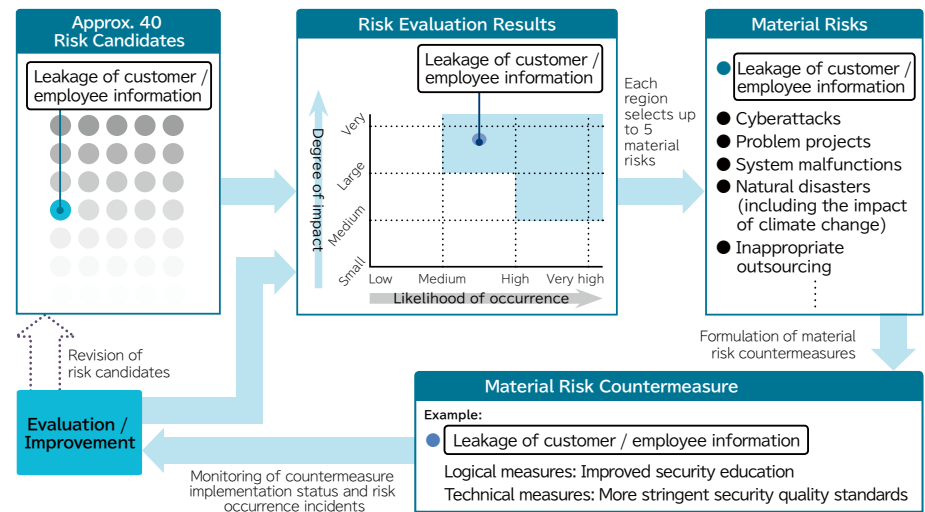 Approx. 40
Risk Candidates
Leakage of customer /
employee information
Risk Evaluation Results
Leakage of customer /
employee information
Degree of impact
Very
Large
Medium
Small
Low
Medium
High
Very high
Likelihood of occurrence
Each
region
selects up
to 5
material
risks
Material Risks
Leakage of customer /
employee information
Cyberattacks
Problem projects
System malfunctions
Natural disasters
(including the impact
of climate change)
Inappropriate
outsourcing
Formulation of material
risk countermeasures
Material Risk Countermeasure
Example:
Leakage of customer / employee information
Logical measures: Improved security education
Technical measures: More stringent security quality standards
Monitoring of countermeasure
implementation status and risk
occurrence incidents
Evaluation /
Improvement
Revision of
risk candidates